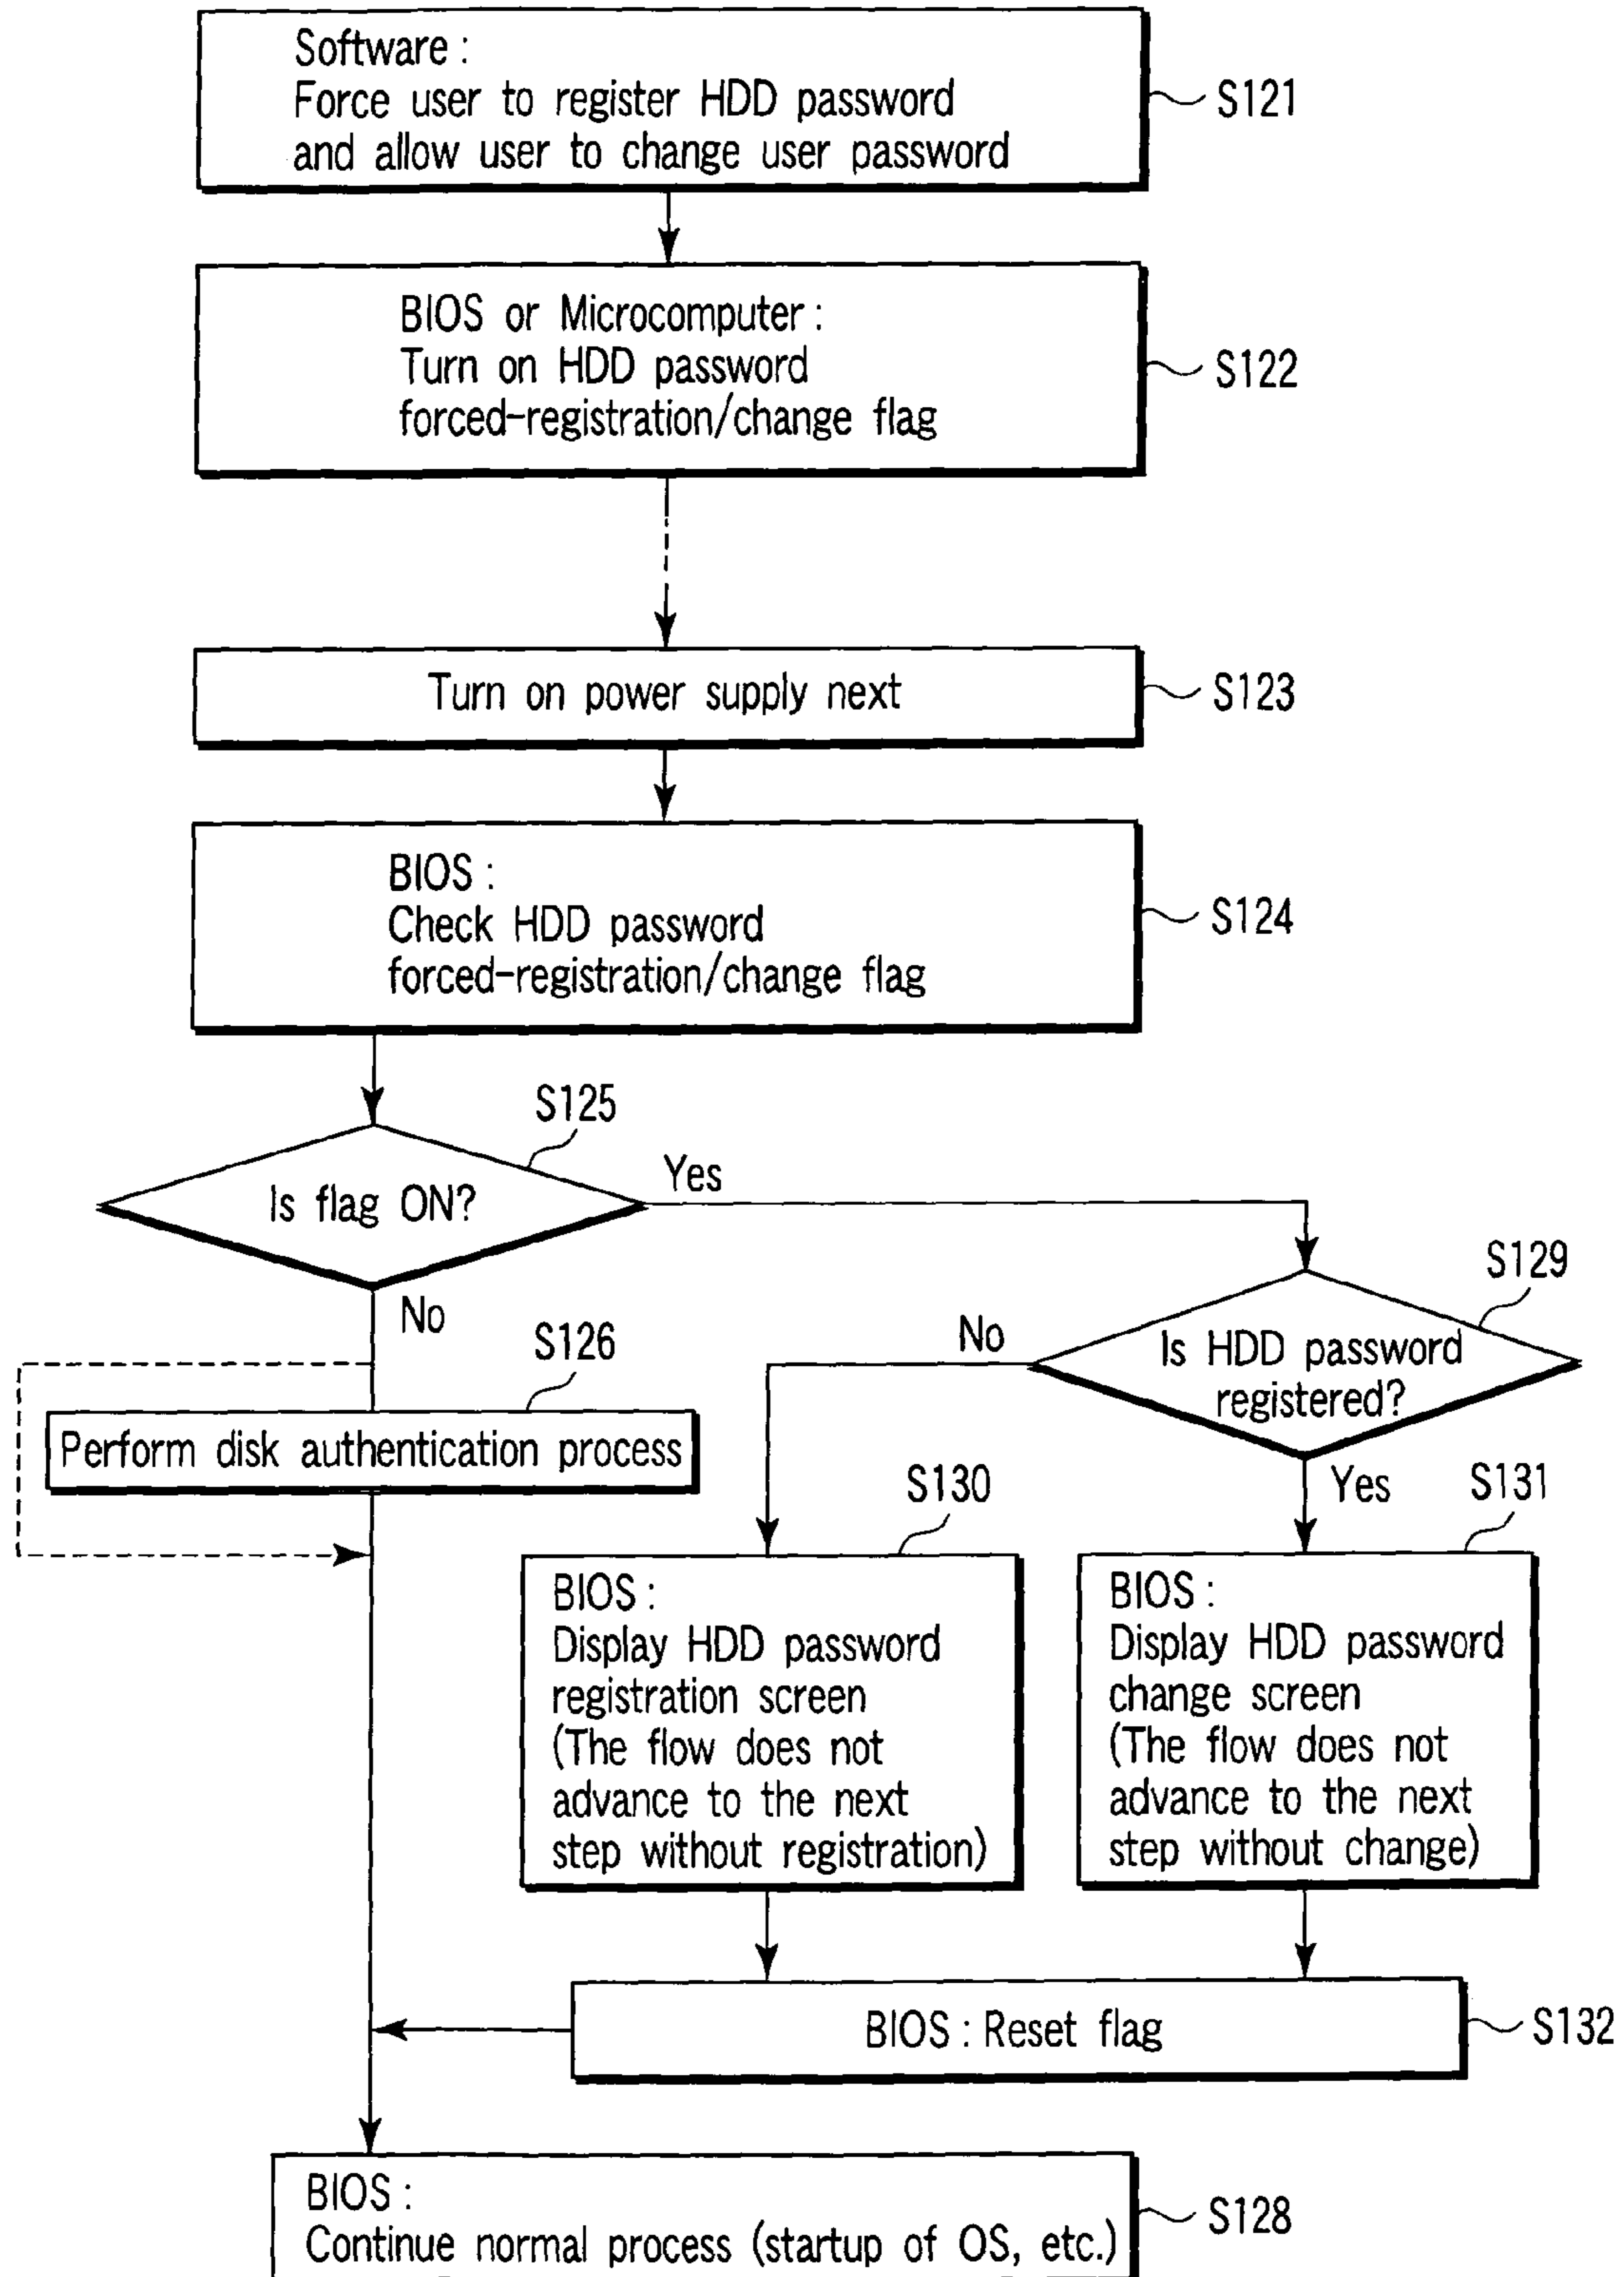 Software :
Force user to register HDD password
and allow user to change user password
S121
BIOS or Microcomputer :
Turn on HDD password
forced-registration/change flag
S122
Turn on power supply next
S123
BIOS :
Check HDD password
forced-registration/change flag
S124
S125
Is flag ON?
Yes
No
S129
Is HDD password
registered?
No
Yes
S126
Perform disk authentication process
S130
BIOS :
Display HDD password
registration screen
(The flow does not
advance to the next
step without registration)
S131
BIOS :
Display HDD password
change screen
(The flow does not
advance to the next
step without change)
BIOS : Reset flag
S132
BIOS :
Continue normal process (startup of OS, etc.)
S128